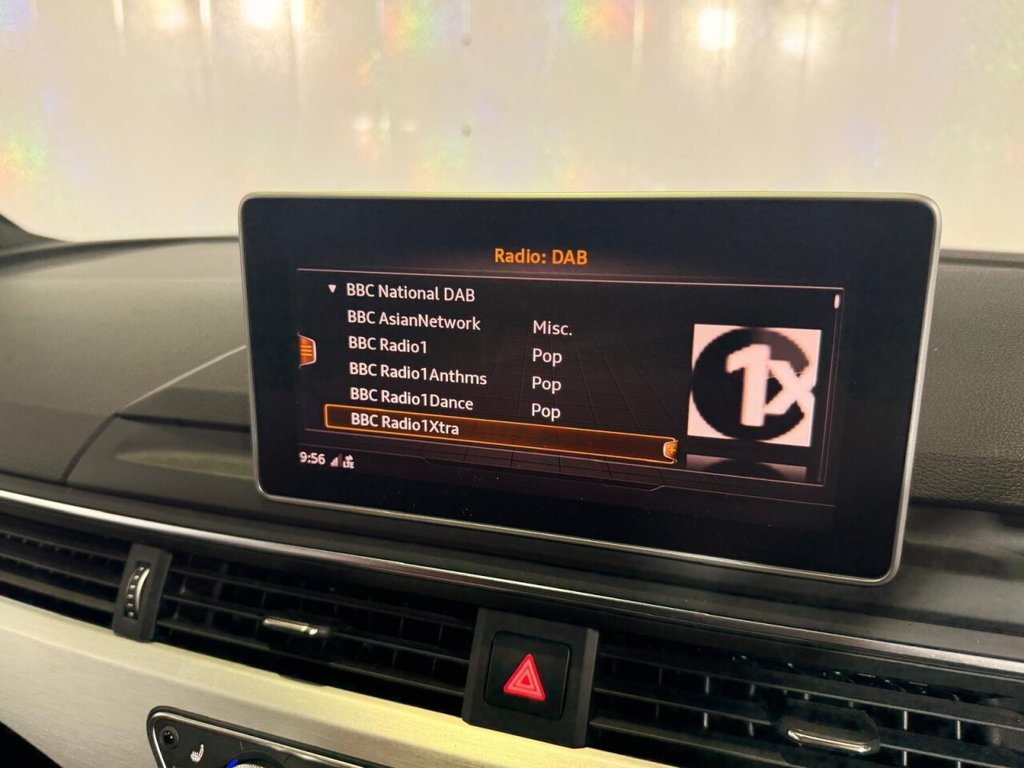 Radio: DAB
BBC National DAB
BBC AsianNetwork Misc.
BBC Radio1 Pop
BBC Radio1Anthms Pop
BBC Radio1Dance Pop
BBC Radio1Xtra
1x
9:56 LTE